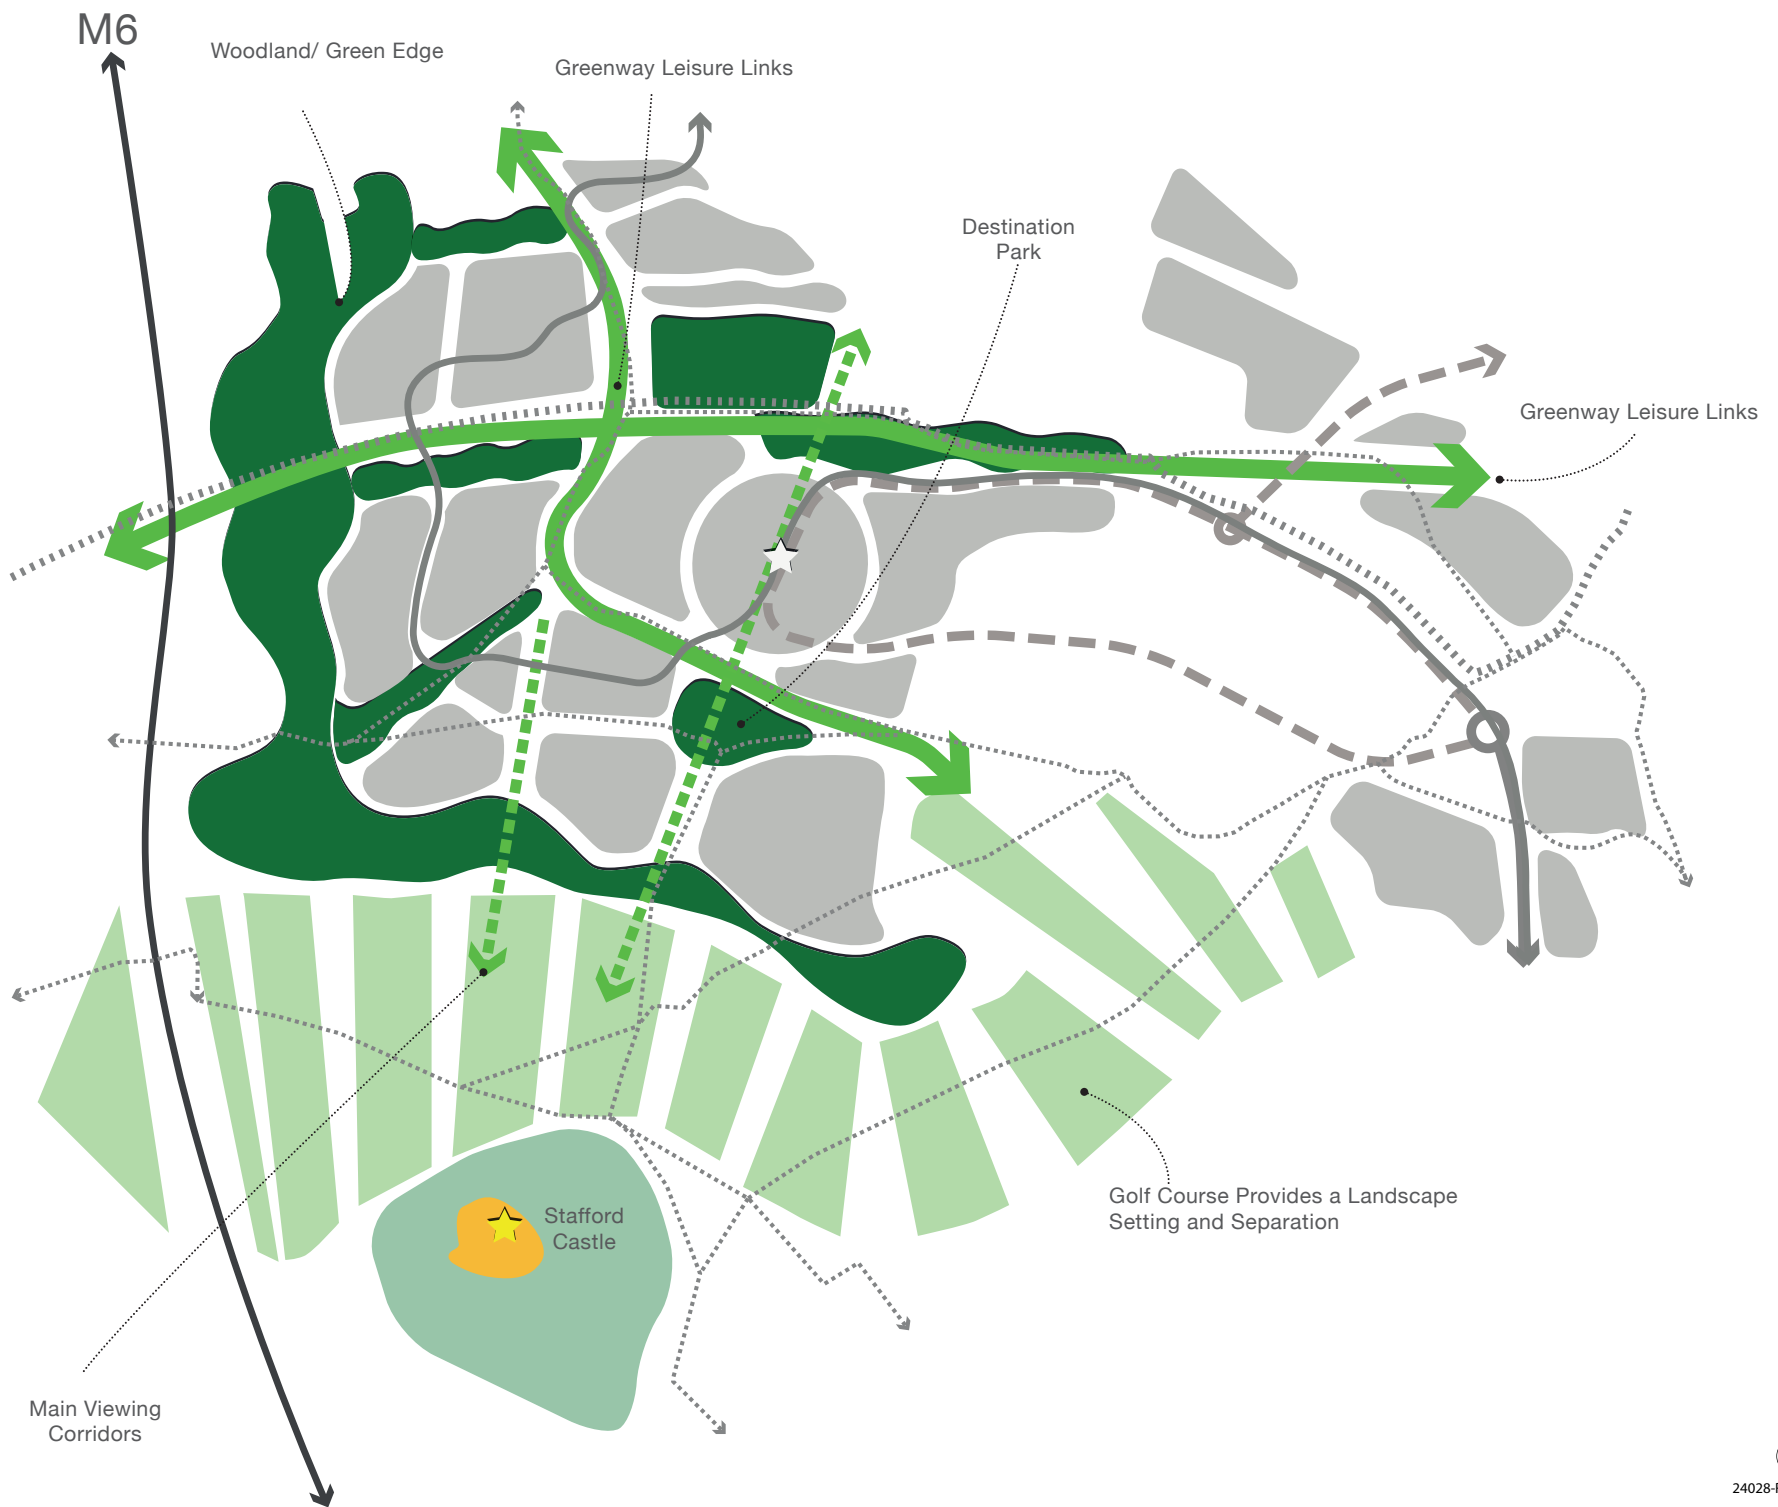 M6
Woodland/ Green Edge
Greenway Leisure Links
Destination
Park
Greenway Leisure Links
Golf Course Provides a Landscape
Setting and Separation
Stafford
Castle
Main Viewing
Corridors
24028-